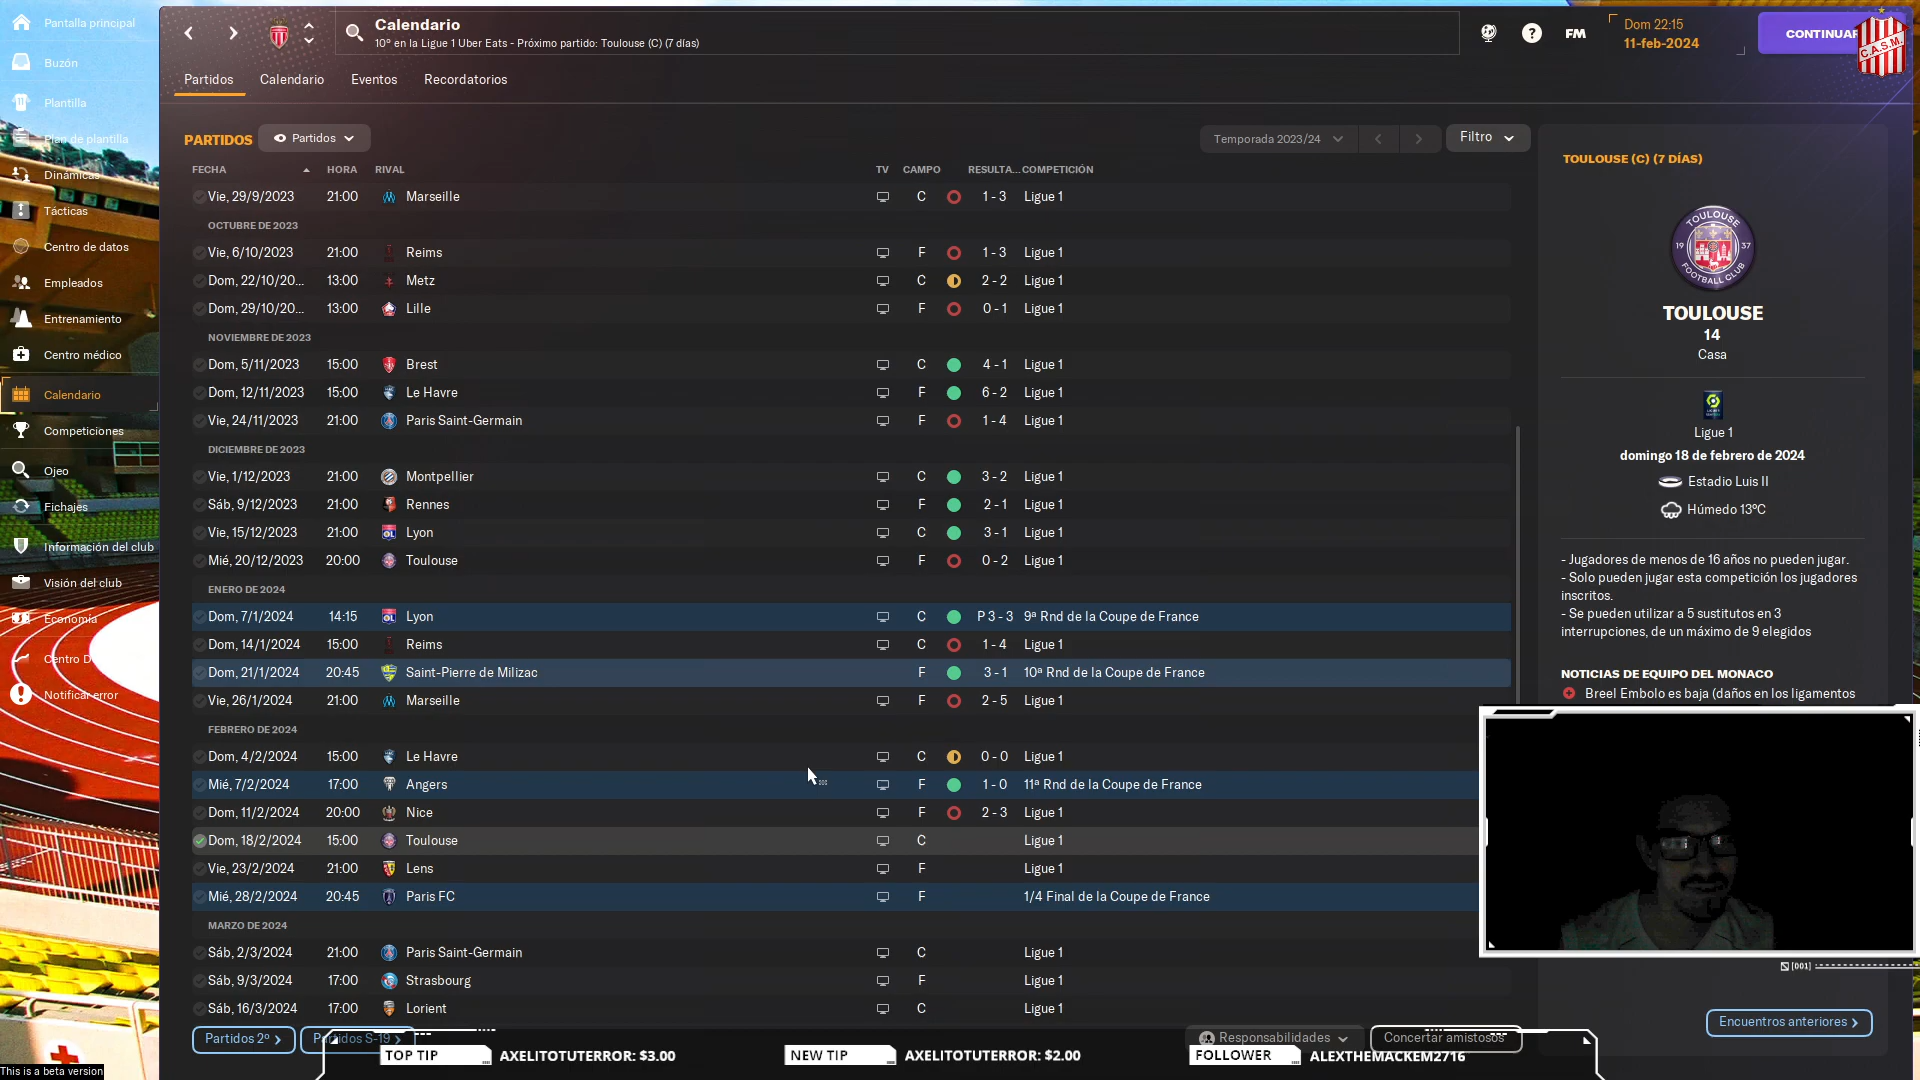 Pantalla principal
Buzón
Plantilla
Plan de plantilla
Dinámicas
Tácticas
Centro de datos
Empleados
Entrenamiento
Centro médico
Calendario
Competiciones
Ojeo
Fichajes
Información del club
Visión del club
Economía
Centro D
Notificar error
This is a beta version
Calendario
10º en la Ligue 1 Uber Eats - Próximo partido: Toulouse (C) (7 días)
FM
Dom 22:15
11-feb-2024
CONTINUAR
C.A.S.M.
Partidos Calendario Eventos Recordatorios
PARTIDOS Partidos Temporada 2023/24 Filtro
FECHA HORA RIVAL TV CAMPO RESULTA... COMPETICIÓN
Vie, 29/9/2023 21:00 Marseille C 1 - 3 Ligue 1
OCTUBRE DE 2023
Vie, 6/10/2023 21:00 Reims F 1 - 3 Ligue 1
Dom, 22/10/20... 13:00 Metz C 2 - 2 Ligue 1
Dom, 29/10/20... 13:00 Lille F 0 - 1 Ligue 1
NOVIEMBRE DE 2023
Dom, 5/11/2023 15:00 Brest C 4 - 1 Ligue 1
Dom, 12/11/2023 15:00 Le Havre F 6 - 2 Ligue 1
Vie, 24/11/2023 21:00 Paris Saint-Germain F 1 - 4 Ligue 1
DICIEMBRE DE 2023
Vie, 1/12/2023 21:00 Montpellier C 3 - 2 Ligue 1
Sáb, 9/12/2023 21:00 Rennes F 2 - 1 Ligue 1
Vie, 15/12/2023 21:00 Lyon C 3 - 1 Ligue 1
Mié, 20/12/2023 20:00 Toulouse F 0 - 2 Ligue 1
ENERO DE 2024
Dom, 7/1/2024 14:15 Lyon C P 3 - 3 9ª Rnd de la Coupe de France
Dom, 14/1/2024 15:00 Reims C 1 - 4 Ligue 1
Dom, 21/1/2024 20:45 Saint-Pierre de Milizac F 3 - 1 10ª Rnd de la Coupe de France
Vie, 26/1/2024 21:00 Marseille F 2 - 5 Ligue 1
FEBRERO DE 2024
Dom, 4/2/2024 15:00 Le Havre C 0 - 0 Ligue 1
Mié, 7/2/2024 17:00 Angers F 1 - 0 11ª Rnd de la Coupe de France
Dom, 11/2/2024 20:00 Nice F 2 - 3 Ligue 1
Dom, 18/2/2024 15:00 Toulouse C Ligue 1
Vie, 23/2/2024 21:00 Lens F Ligue 1
Mié, 28/2/2024 20:45 Paris FC F 1/4 Final de la Coupe de France
MARZO DE 2024
Sáb, 2/3/2024 21:00 Paris Saint-Germain C Ligue 1
Sáb, 9/3/2024 17:00 Strasbourg F Ligue 1
Sáb, 16/3/2024 17:00 Lorient C Ligue 1
Partidos 2º Partidos S-19 Responsabilidades Concertar amistosos
TOULOUSE (C) (7 DÍAS)
TOULOUSE
19 37
FOOTBALL CLUB
TOULOUSE
14
Casa
Ligue 1
domingo 18 de febrero de 2024
Estadio Luis II
Húmedo 13ºC
- Jugadores de menos de 16 años no pueden jugar.
- Solo pueden jugar esta competición los jugadores
inscritos.
- Se pueden utilizar a 5 sustitutos en 3
interrupciones, de un máximo de 9 elegidos
NOTICIAS DE EQUIPO DEL MONACO
Breel Embolo es baja (daños en los ligamentos
[001]
Encuentros anteriores
TOP TIP AXELITOTUTERROR: $3.00 NEW TIP AXELITOTUTERROR: $2.00 FOLLOWER ALEXTHEMACKEM2716